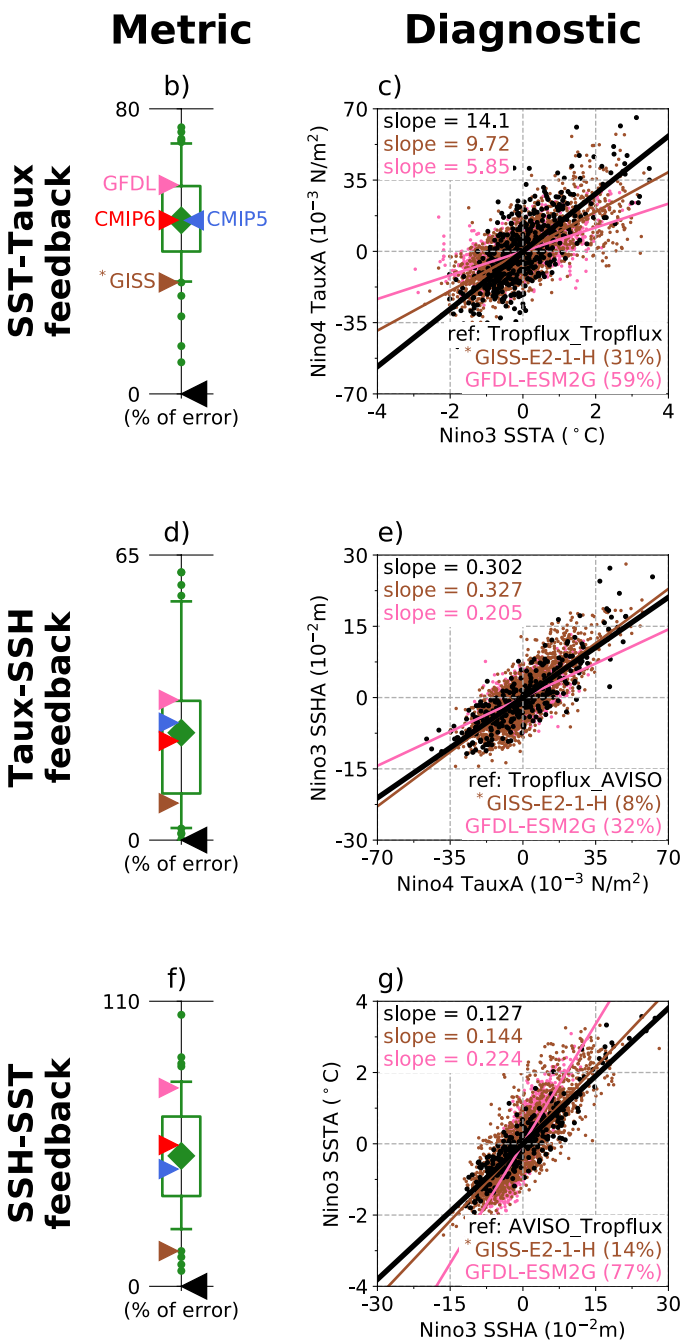 Metric
Diagnostic
SST-Taux
feedback
b)
80
GFDL
CMIP6
CMIP5
*GISS
0
(% of error)
c)
slope = 14.1
slope = 9.72
slope = 5.85
70
35
0
-35
-70
Nino4 TauxA (10⁻³ N/m²)
ref: Tropflux_Tropflux
*GISS-E2-1-H (31%)
GFDL-ESM2G (59%)
-4 -2 0 2 4
Nino3 SSTA (°C)
Taux-SSH
feedback
d)
65
0
(% of error)
e)
slope = 0.302
slope = 0.327
slope = 0.205
30
15
0
-15
-30
Nino3 SSHA (10⁻²m)
ref: Tropflux_AVISO
*GISS-E2-1-H (8%)
GFDL-ESM2G (32%)
-70 -35 0 35 70
Nino4 TauxA (10⁻³ N/m²)
SSH-SST
feedback
f)
110
0
(% of error)
g)
slope = 0.127
slope = 0.144
slope = 0.224
4
2
0
-2
-4
Nino3 SSTA (°C)
ref: AVISO_Tropflux
*GISS-E2-1-H (14%)
GFDL-ESM2G (77%)
-30 -15 0 15 30
Nino3 SSHA (10⁻²m)